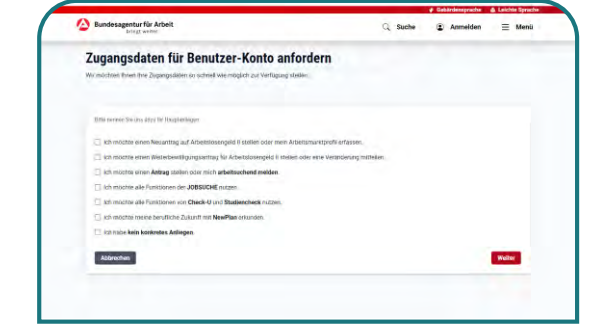 Gebärdensprache Leichte Sprache
Bundesagentur für Arbeit
bringt weiter.
Suche Anmelden Menü
Zugangsdaten für Benutzer-Konto anfordern
Wir möchten Ihnen Ihre Zugangsdaten so schnell wie möglich zur Verfügung stellen.
Bitte nennen Sie uns dazu Ihr Hauptanliegen
Ich möchte einen Neuantrag auf Arbeitslosengeld II stellen oder mein Arbeitsmarktprofil erfassen.
Ich möchte einen Weiterbewilligungsantrag für Arbeitslosengeld II stellen oder eine Veränderung mitteilen.
Ich möchte einen Antrag stellen oder mich arbeitsuchend melden.
Ich möchte alle Funktionen der JOBSUCHE nutzen.
Ich möchte alle Funktionen von Check-U und Studiencheck nutzen.
Ich möchte meine berufliche Zukunft mit NewPlan erkunden.
Ich habe kein konkretes Anliegen.
Abbrechen Weiter